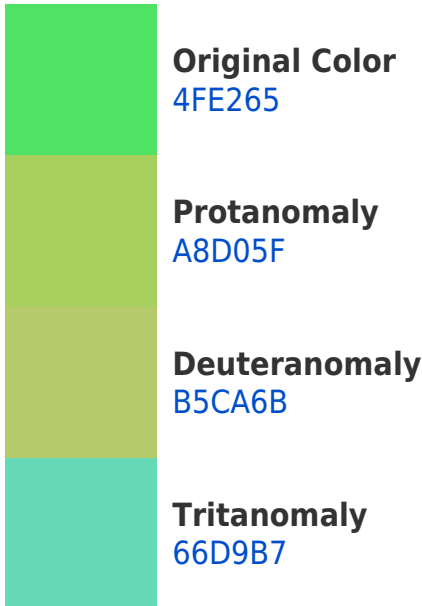 Original Color
4FE265
Protanomaly
A8D05F
Deuteranomaly
B5CA6B
Tritanomaly
66D9B7